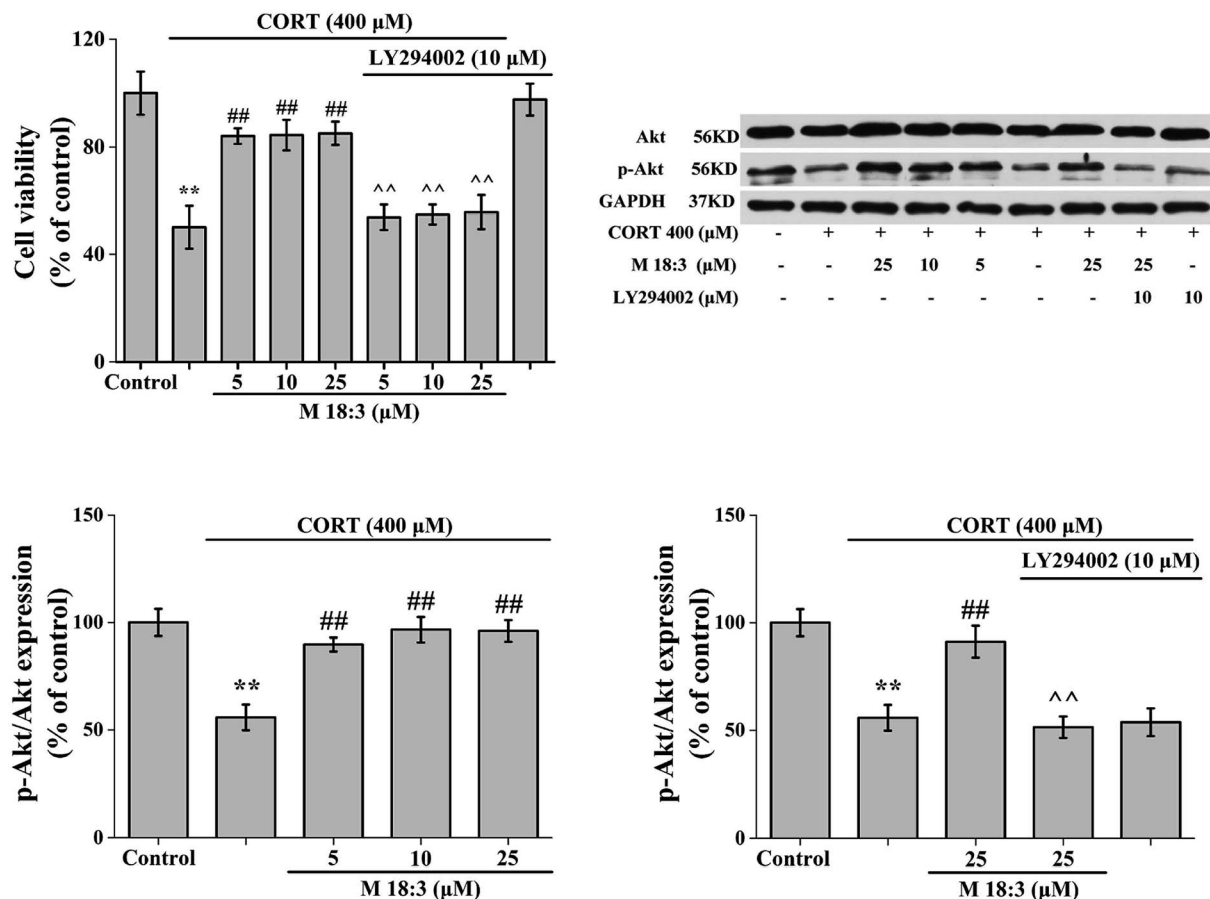 CORT (400 μM)
LY294002 (10 μM)
Cell viability
(% of control)
120
80
40
0
**
##
##
##
^^
^^
^^
Control
5
10
25
5
10
25
M 18:3 (μM)
Akt 56KD
p-Akt 56KD
GAPDH 37KD
CORT 400 (μM) - + + + + + + + +
M 18:3 (μM) - - 25 10 5 - 25 25 -
LY294002 (μM) - - - - - - - 10 10
p-Akt/Akt expression
(% of control)
150
100
50
0
CORT (400 μM)
**
##
##
##
Control
5
10
25
M 18:3 (μM)
p-Akt/Akt expression
(% of control)
150
100
50
0
CORT (400 μM)
LY294002 (10 μM)
**
##
^^
Control
25
25
M 18:3 (μM)